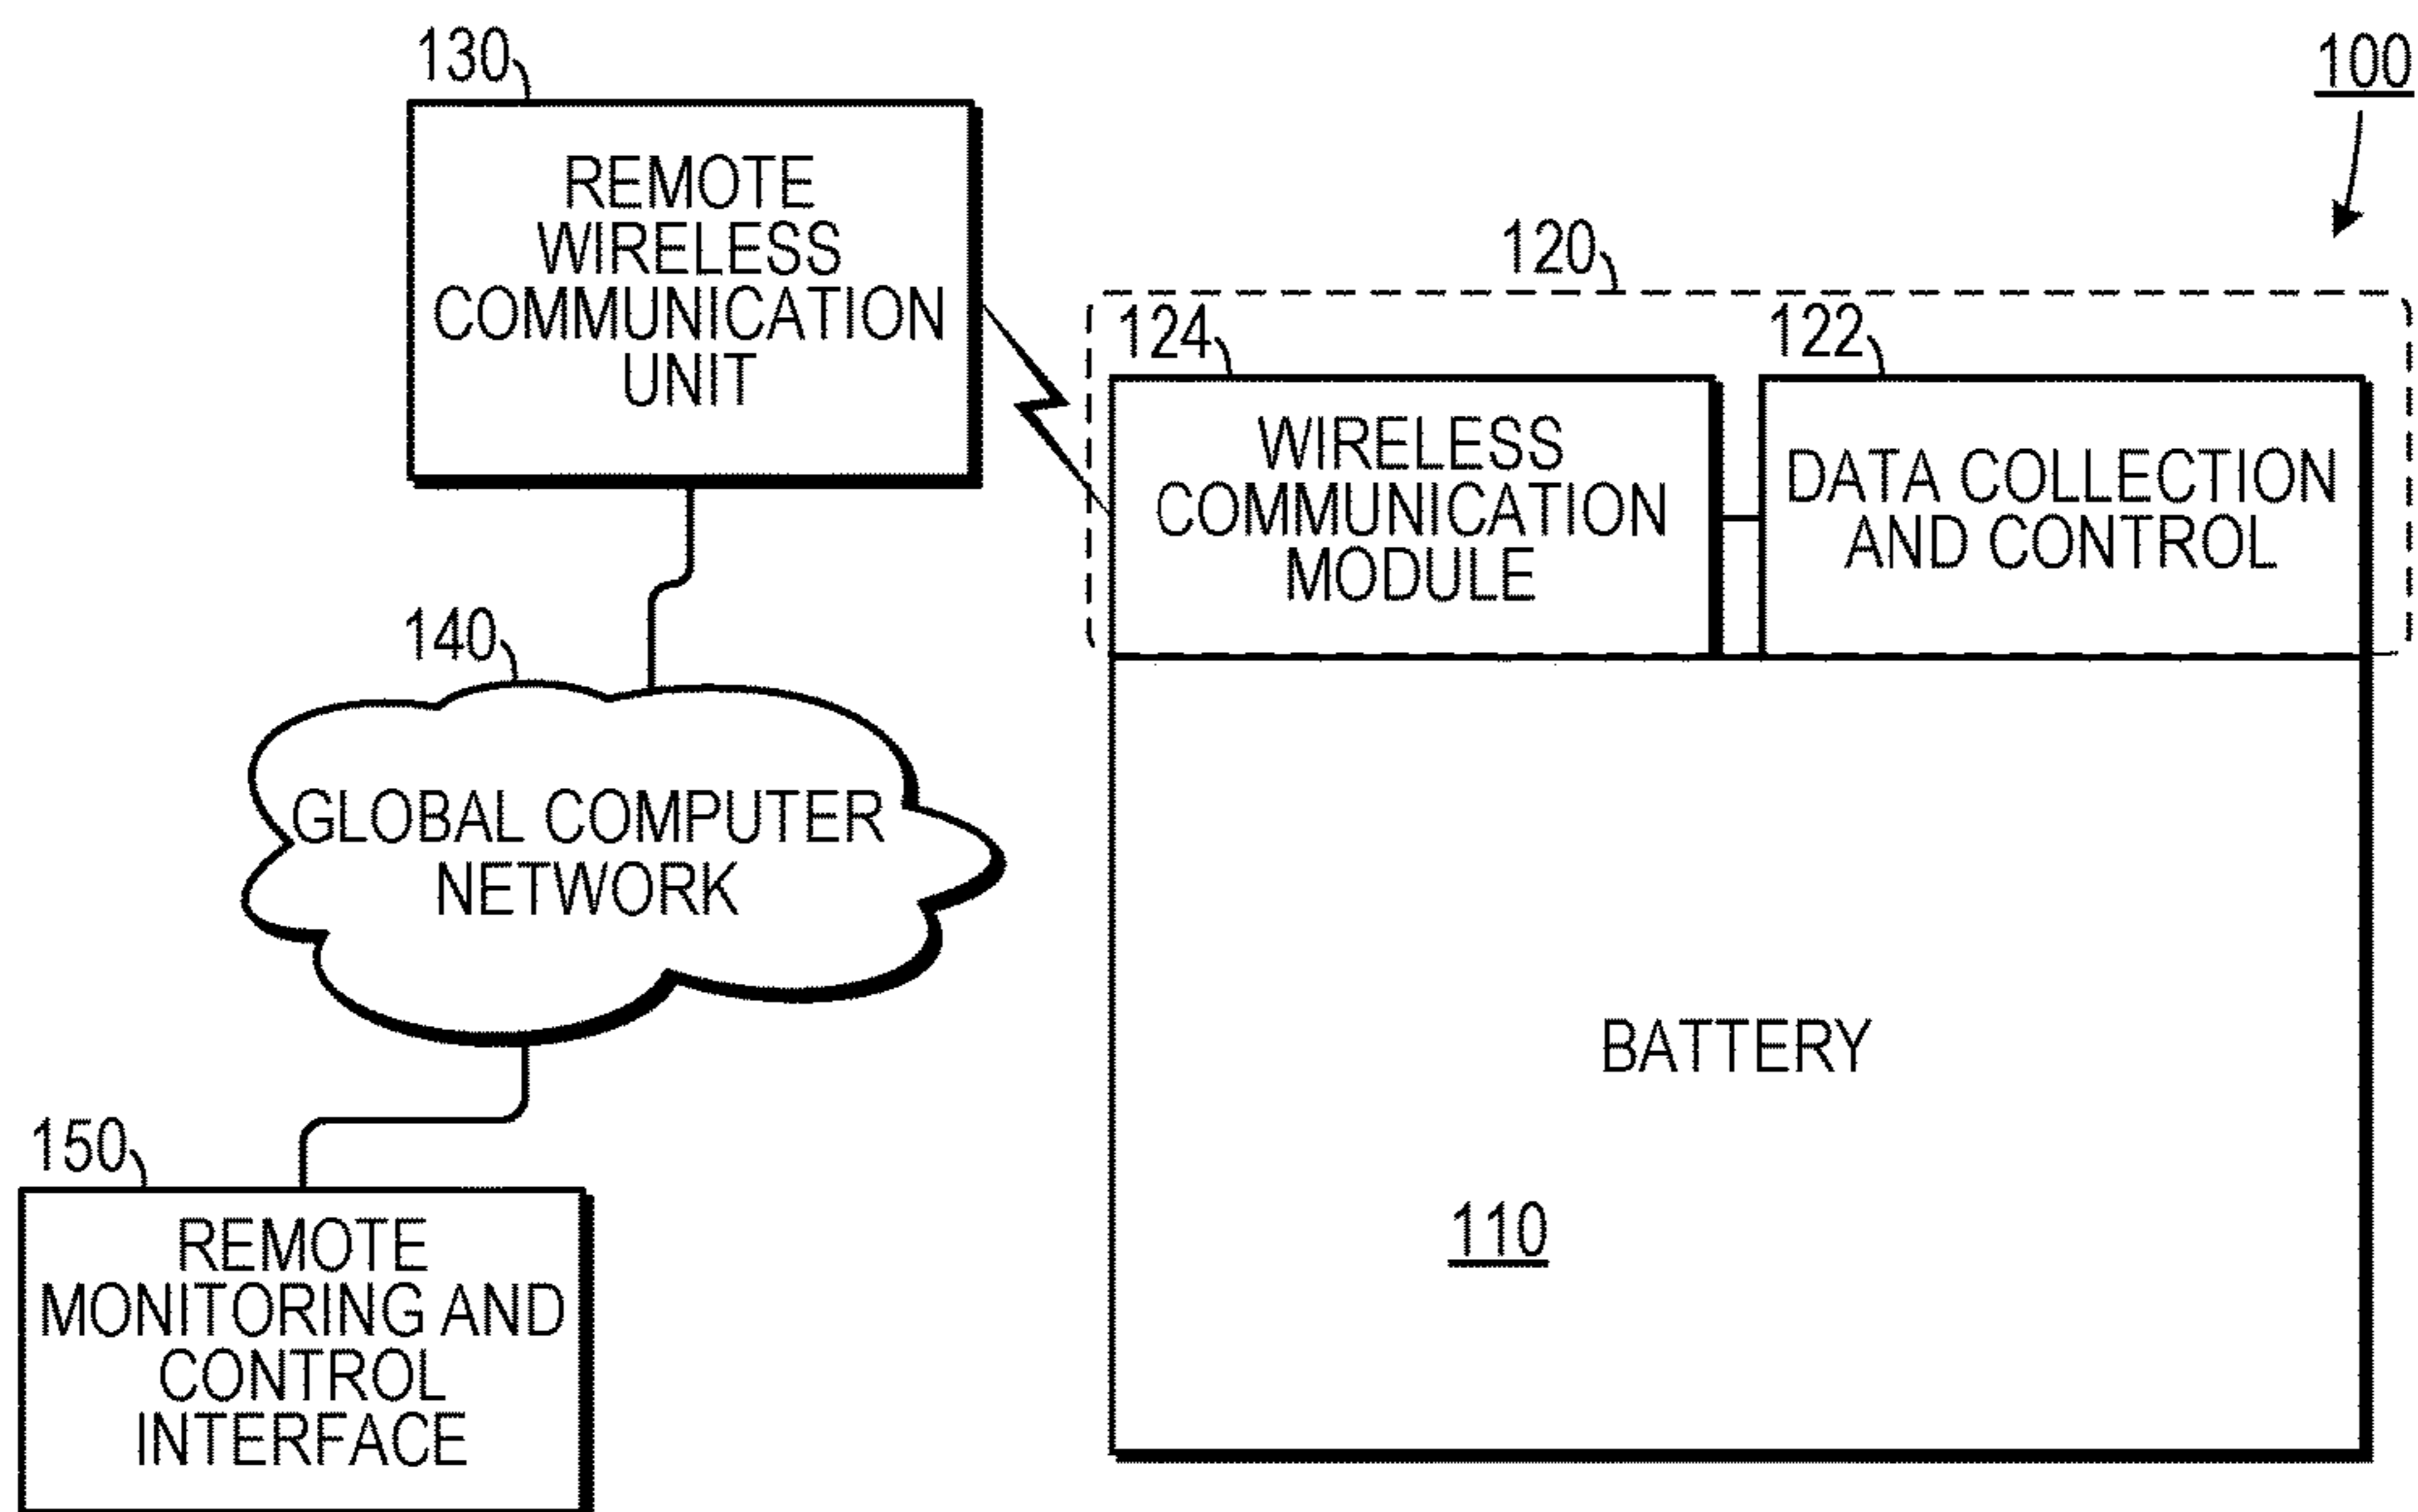 130
REMOTE
WIRELESS
COMMUNICATION
UNIT
100
120
124
WIRELESS
COMMUNICATION
MODULE
122
DATA COLLECTION
AND CONTROL
140
GLOBAL COMPUTER
NETWORK
BATTERY
110
150
REMOTE
MONITORING AND
CONTROL
INTERFACE